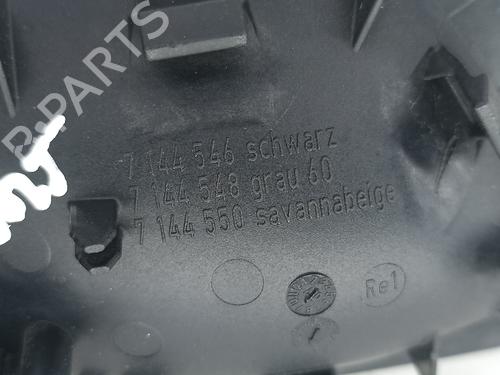 B-PARTS
7 144 546 schwarz
7 144 548 grau 60
7 144 550 savannabeige
Re1